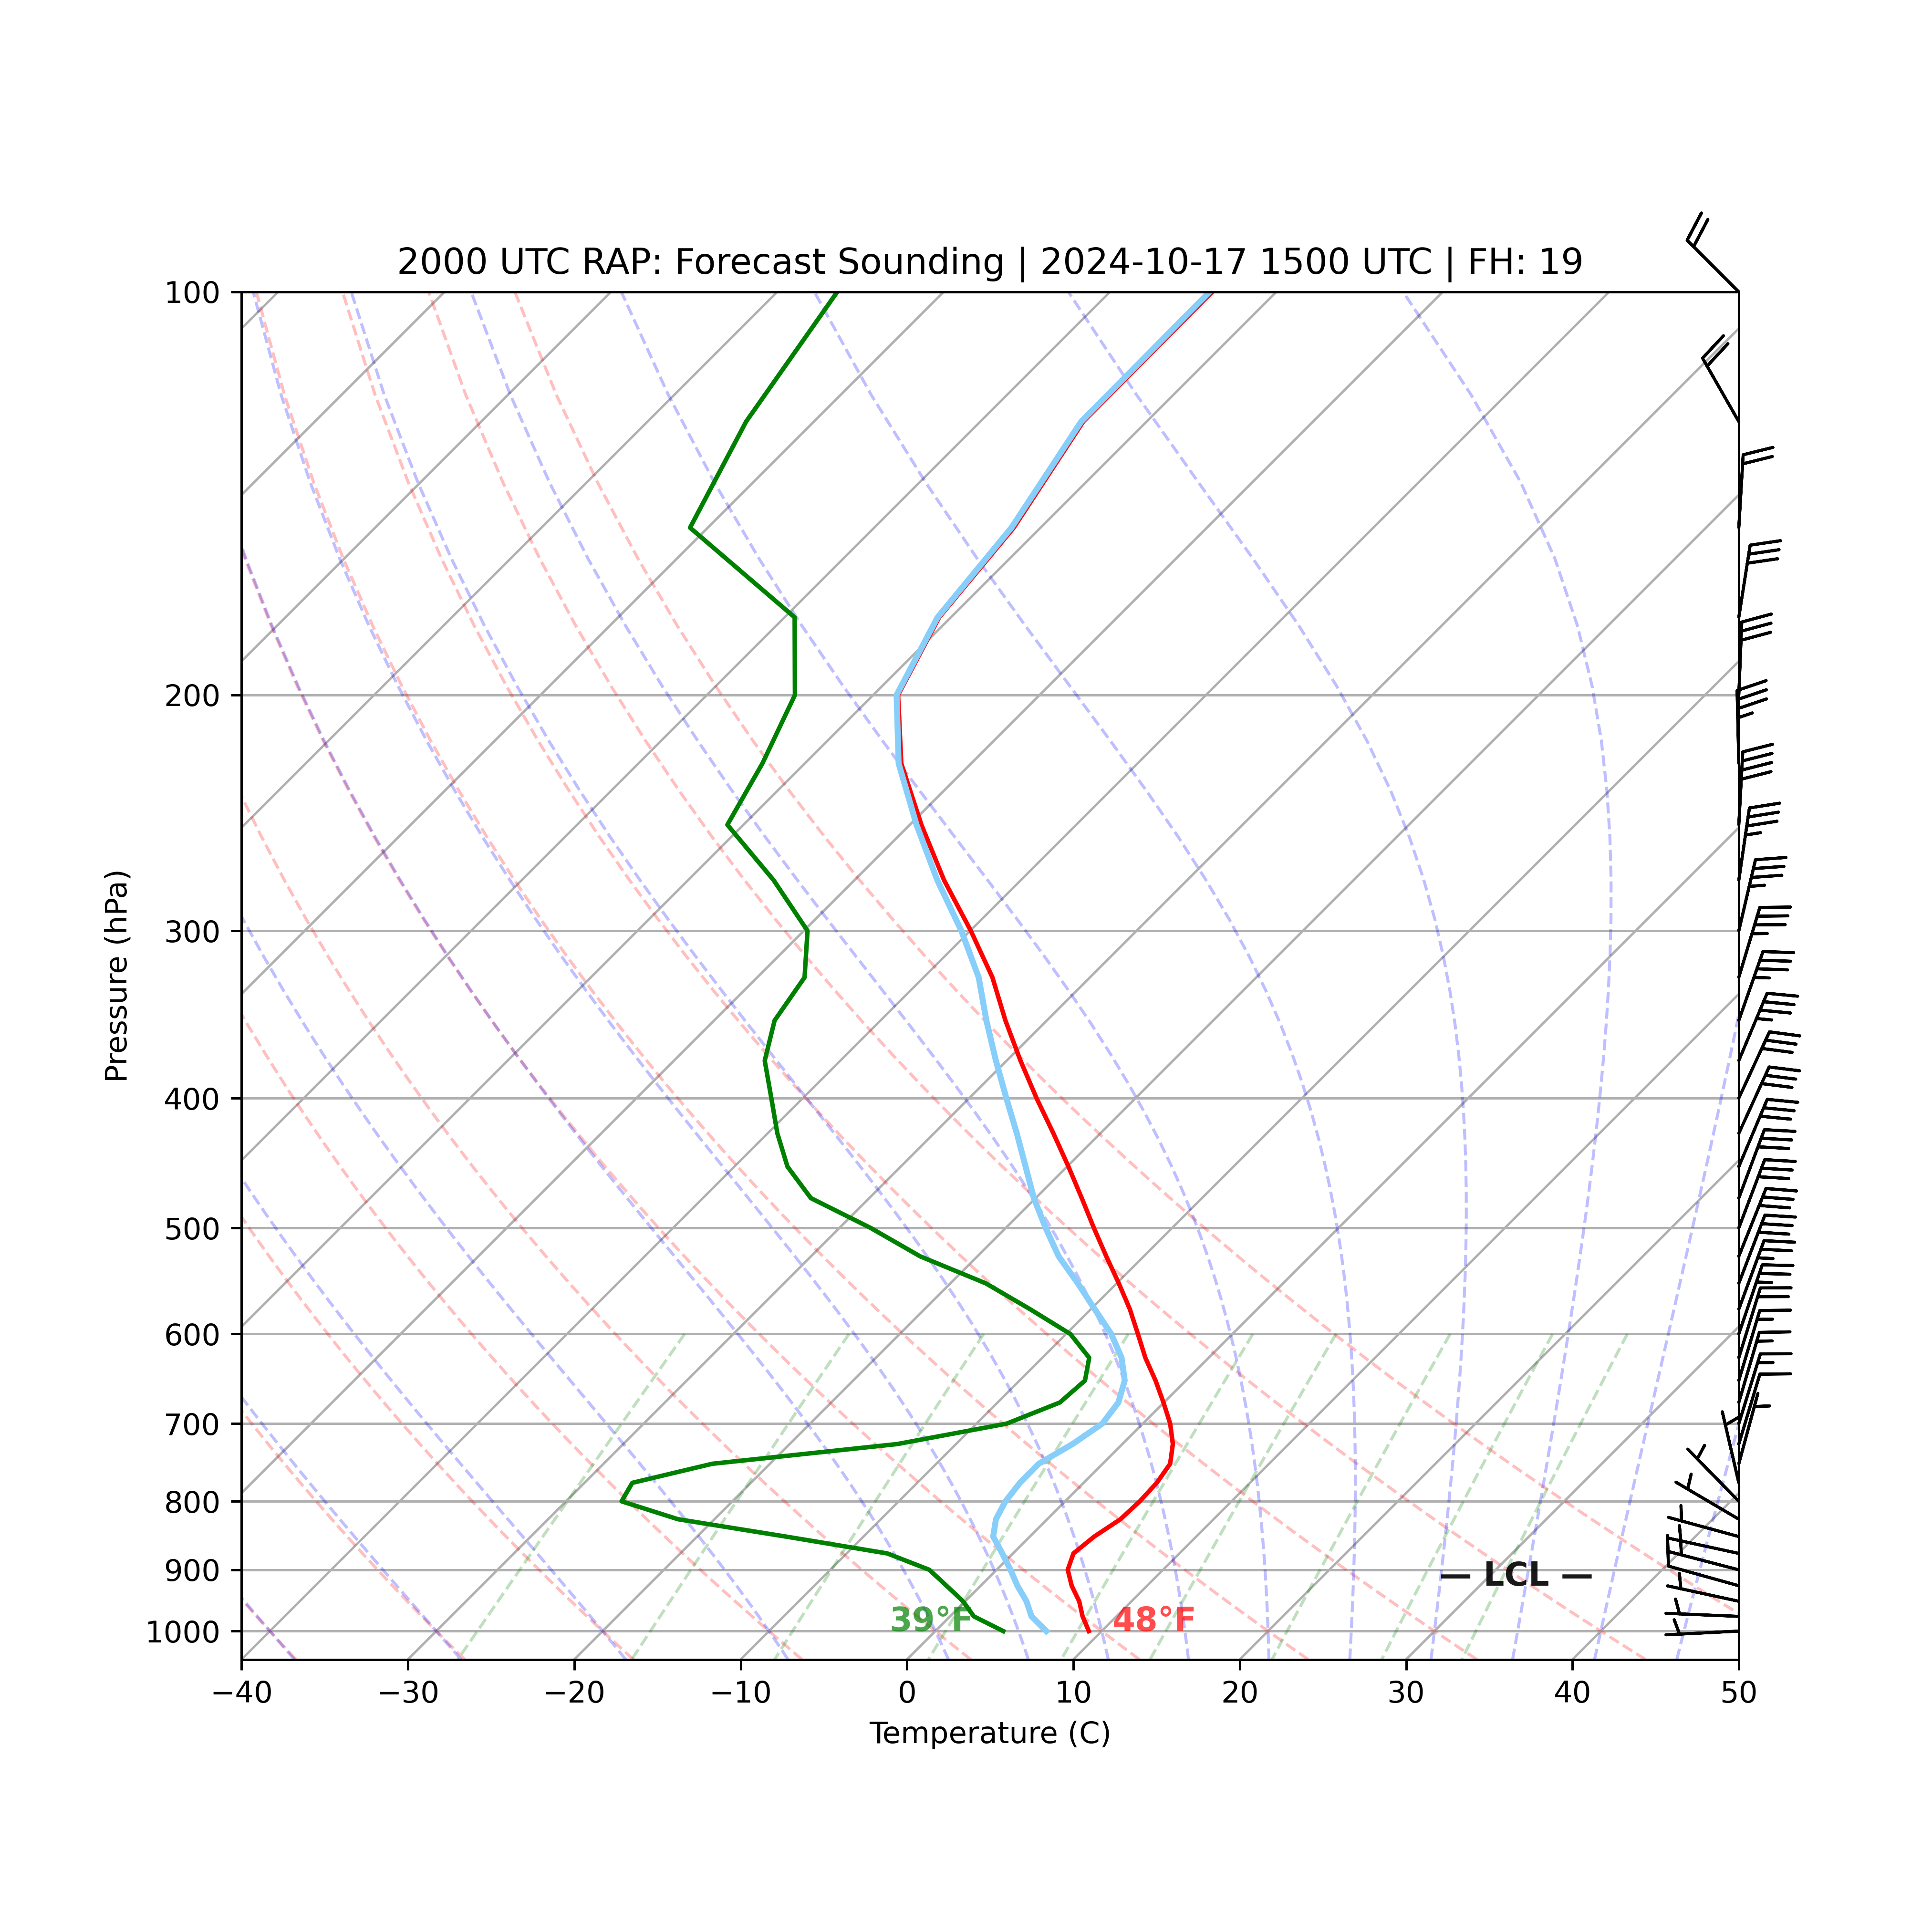 2000 UTC RAP: Forecast Sounding | 2024-10-17 1500 UTC | FH: 19
100
200
300
400
500
600
700
800
900
1000
Pressure (hPa)
— LCL —
39°F
48°F
−40 −30 −20 −10 0 10 20 30 40 50
Temperature (C)